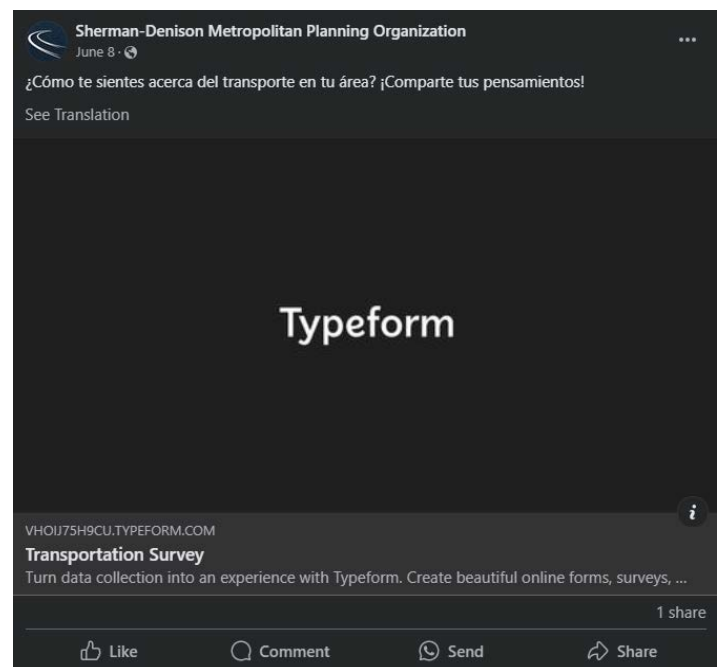 Sherman-Denison Metropolitan Planning Organization
June 8 ·
¿Cómo te sientes acerca del transporte en tu área? ¡Comparte tus pensamientos!
See Translation
Typeform
i
VHOIJ75H9CU.TYPEFORM.COM
Transportation Survey
Turn data collection into an experience with Typeform. Create beautiful online forms, surveys, ...
1 share
Like Comment Send Share